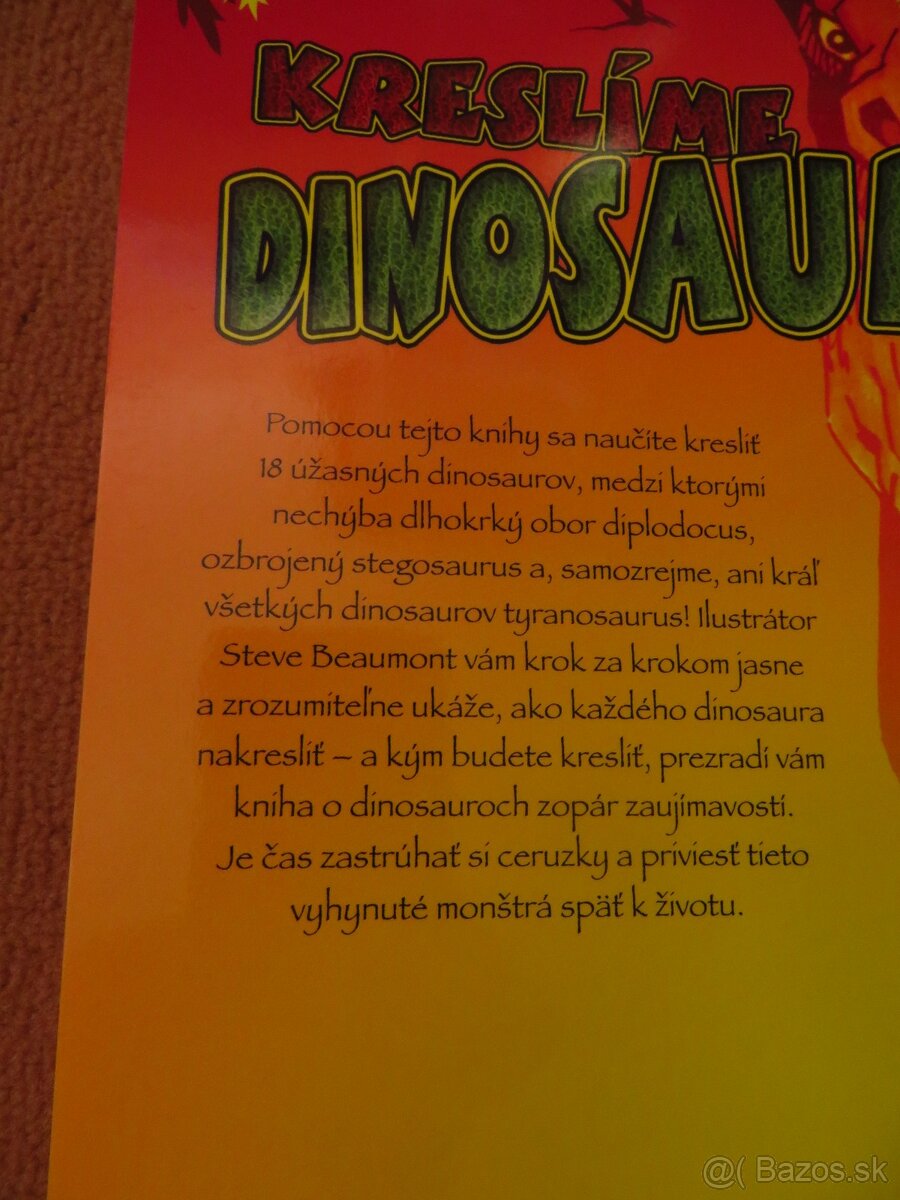 KRESLÍME
DINOSAU
Pomocou tejto knihy sa naučíte kresliť
18 úžasných dinosaurov, medzi ktorými
nechýba dlhokrký obor diplodocus,
ozbrojený stegosaurus a, samozrejme, ani kráľ
všetkých dinosaurov tyranosaurus! Ilustrátor
Steve Beaumont vám krok za krokom jasne
a zrozumiteľne ukáže, ako každého dinosaura
nakresliť – a kým budete kresliť, prezradí vám
kniha o dinosauroch zopár zaujímavostí.
Je čas zastrúhať si ceruzky a priviesť tieto
vyhynuté monštrá späť k životu.
@( Bazos.sk